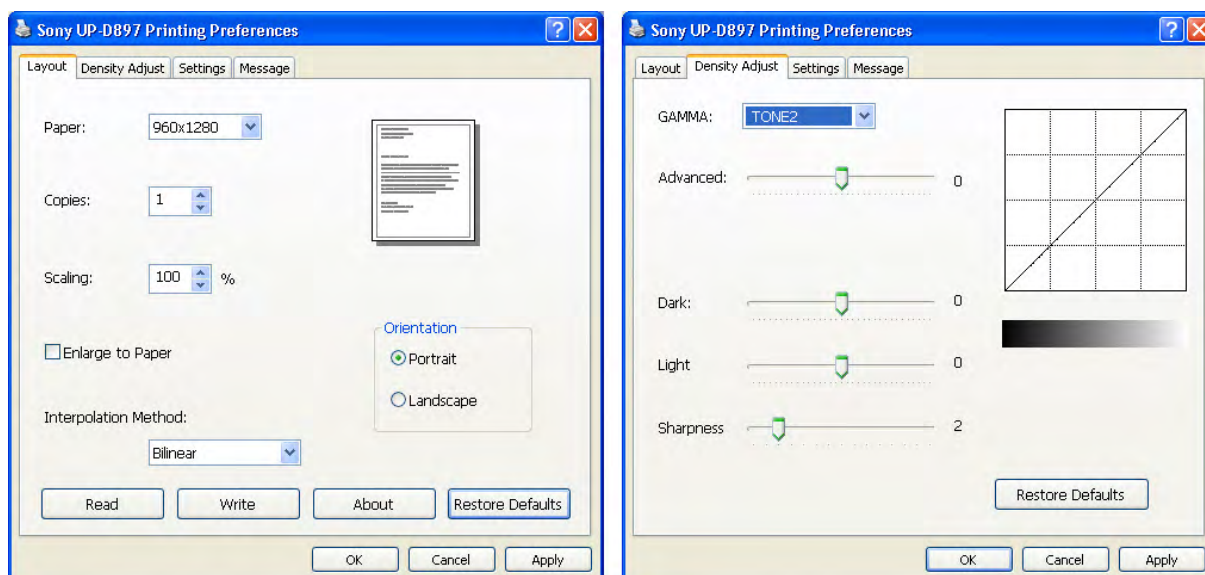 Sony UP-D897 Printing Preferences
Layout Density Adjust Settings Message
Paper: 960x1280
Copies: 1
Scaling: 100 %
Enlarge to Paper
Orientation
Portrait
Landscape
Interpolation Method:
Bilinear
Read Write About Restore Defaults
OK Cancel Apply
Sony UP-D897 Printing Preferences
Layout Density Adjust Settings Message
GAMMA: TONE2
Advanced: 0
Dark: 0
Light 0
Sharpness 2
Restore Defaults
OK Cancel Apply